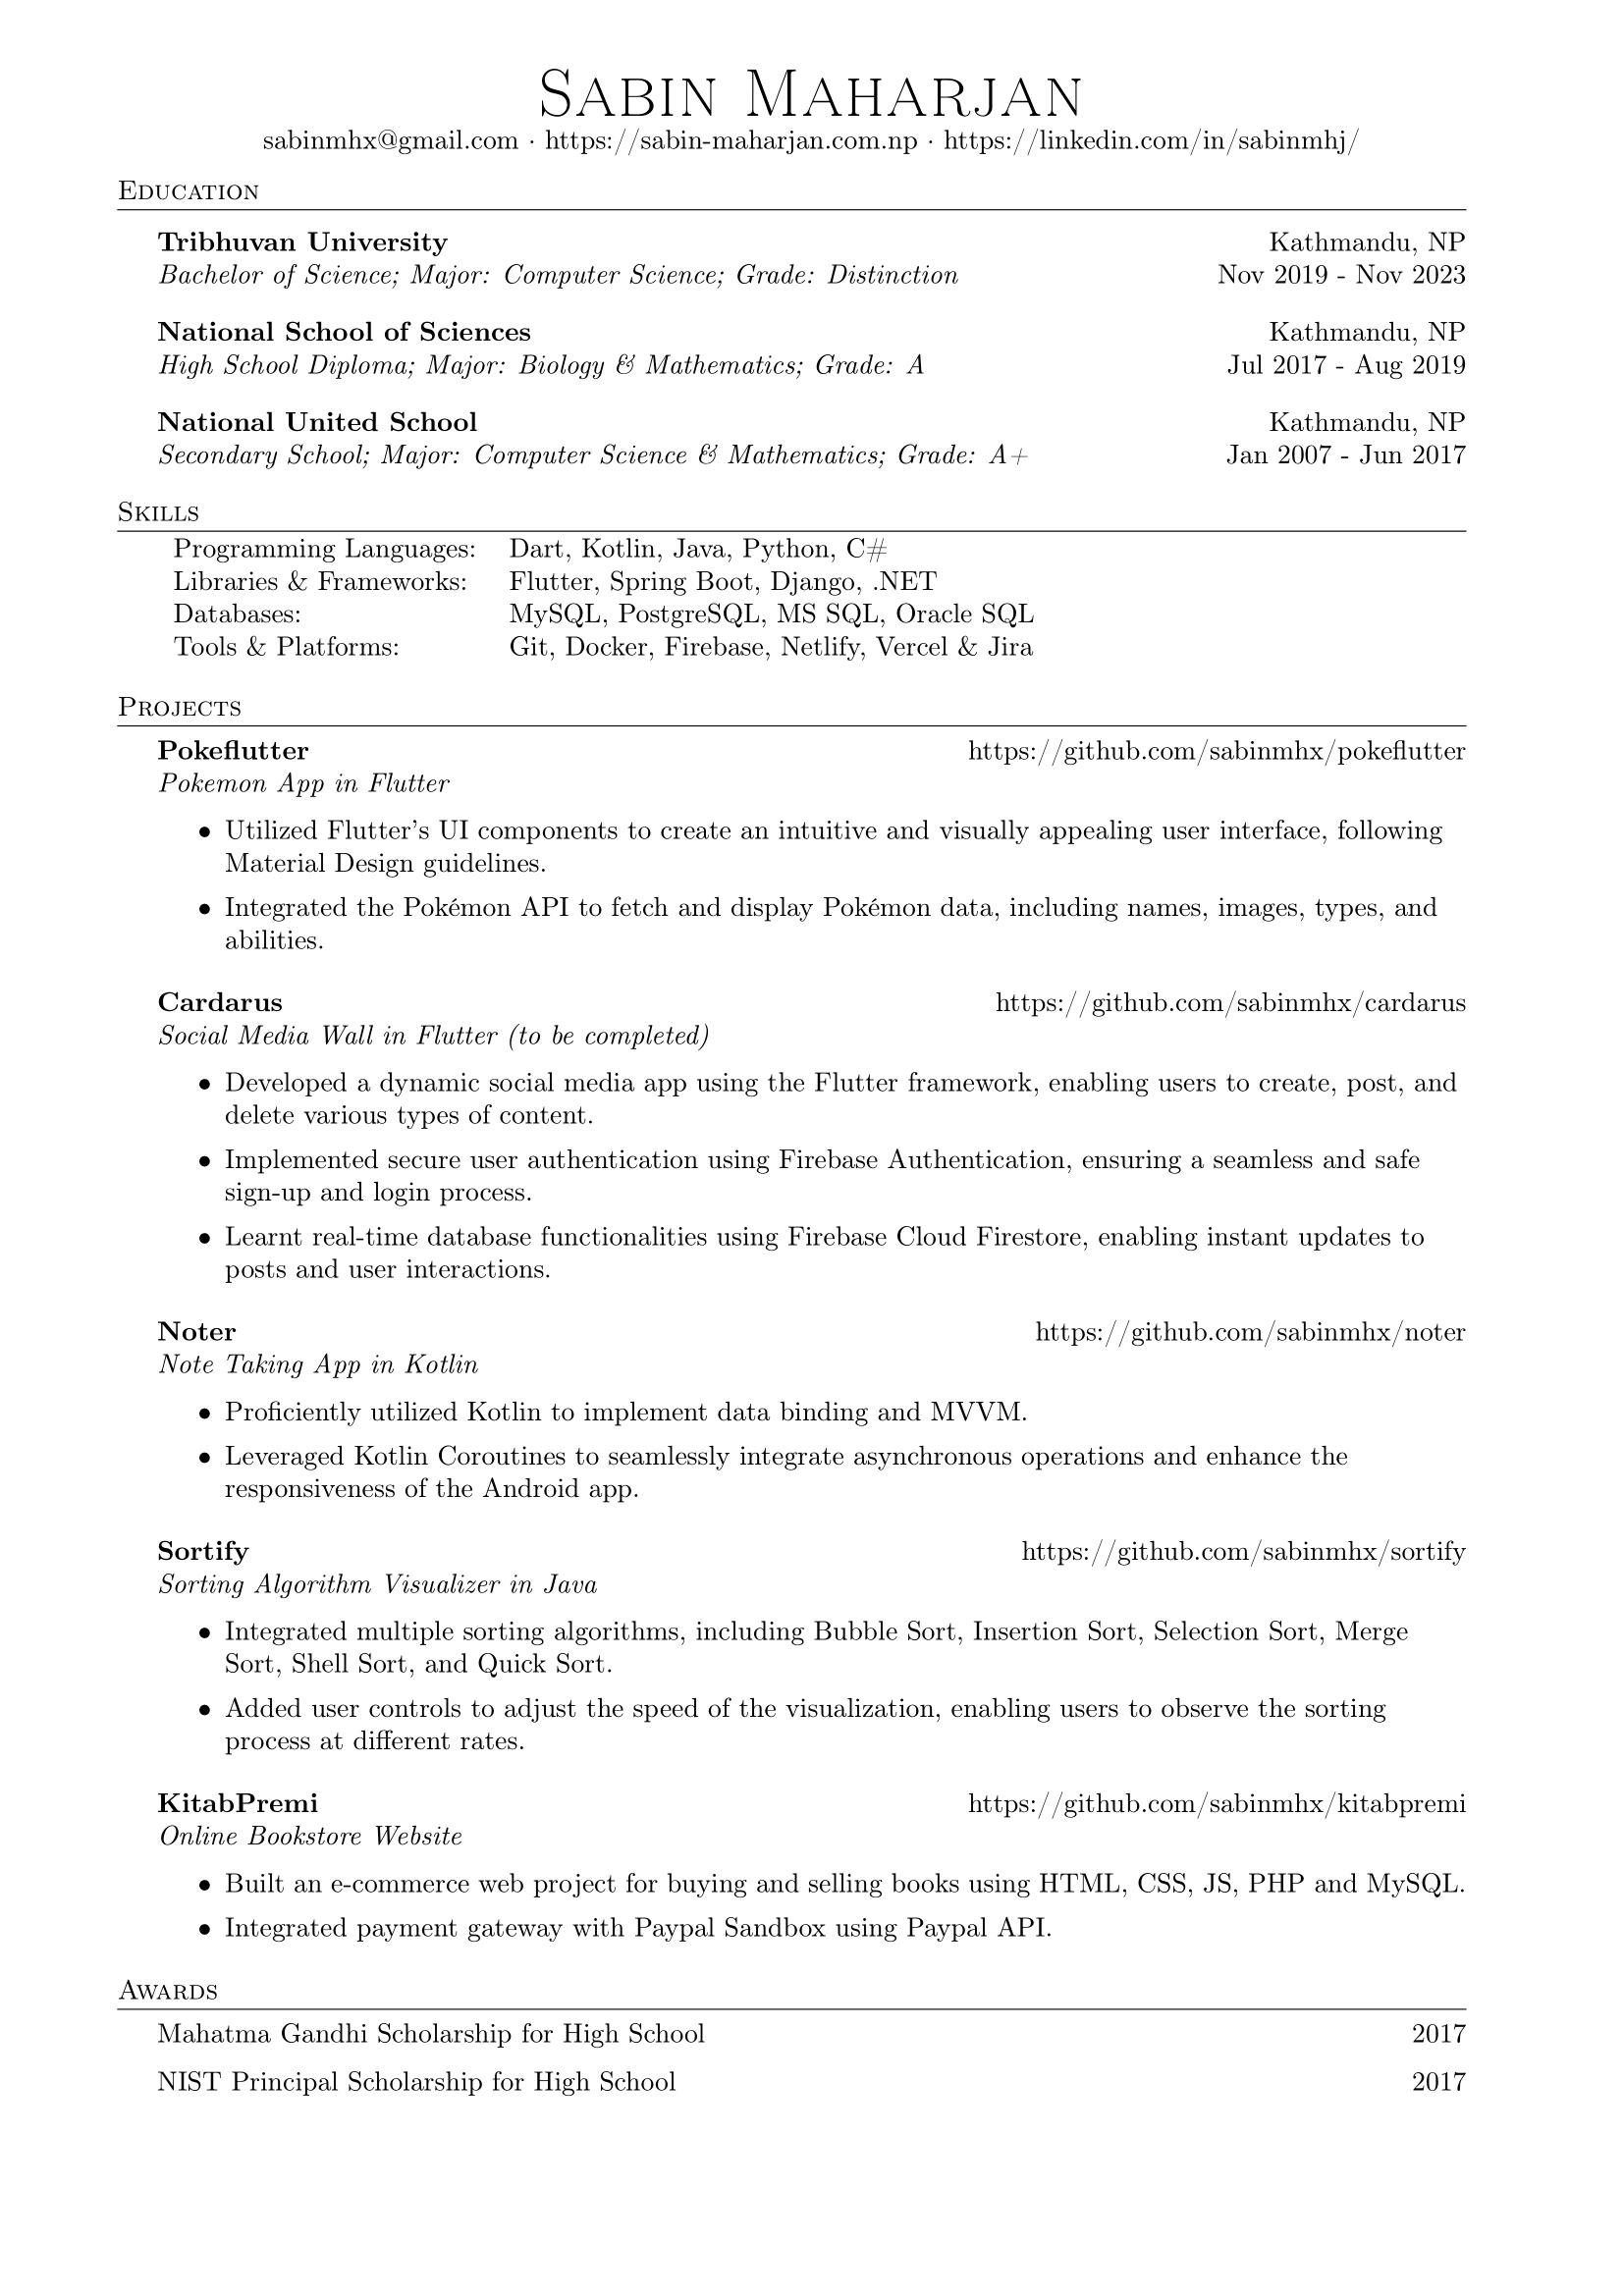 Sabin Maharjan
sabinmhx@gmail.com · https://sabin-maharjan.com.np · https://linkedin.com/in/sabinmhj/
Education
Tribhuvan University Kathmandu, NP
Bachelor of Science; Major: Computer Science; Grade: Distinction Nov 2019 - Nov 2023
National School of Sciences Kathmandu, NP
High School Diploma; Major: Biology & Mathematics; Grade: A Jul 2017 - Aug 2019
National United School Kathmandu, NP
Secondary School; Major: Computer Science & Mathematics; Grade: A+ Jan 2007 - Jun 2017
Skills
Programming Languages: Dart, Kotlin, Java, Python, C#
Libraries & Frameworks: Flutter, Spring Boot, Django, .NET
Databases: MySQL, PostgreSQL, MS SQL, Oracle SQL
Tools & Platforms: Git, Docker, Firebase, Netlify, Vercel & Jira
Projects
Pokeflutter https://github.com/sabinmhx/pokeflutter
Pokemon App in Flutter
• Utilized Flutter's UI components to create an intuitive and visually appealing user interface, following
Material Design guidelines.
• Integrated the Pokémon API to fetch and display Pokémon data, including names, images, types, and
abilities.
Cardarus https://github.com/sabinmhx/cardarus
Social Media Wall in Flutter (to be completed)
• Developed a dynamic social media app using the Flutter framework, enabling users to create, post, and
delete various types of content.
• Implemented secure user authentication using Firebase Authentication, ensuring a seamless and safe
sign-up and login process.
• Learnt real-time database functionalities using Firebase Cloud Firestore, enabling instant updates to
posts and user interactions.
Noter https://github.com/sabinmhx/noter
Note Taking App in Kotlin
• Proficiently utilized Kotlin to implement data binding and MVVM.
• Leveraged Kotlin Coroutines to seamlessly integrate asynchronous operations and enhance the
responsiveness of the Android app.
Sortify https://github.com/sabinmhx/sortify
Sorting Algorithm Visualizer in Java
• Integrated multiple sorting algorithms, including Bubble Sort, Insertion Sort, Selection Sort, Merge
Sort, Shell Sort, and Quick Sort.
• Added user controls to adjust the speed of the visualization, enabling users to observe the sorting
process at different rates.
KitabPremi https://github.com/sabinmhx/kitabpremi
Online Bookstore Website
• Built an e-commerce web project for buying and selling books using HTML, CSS, JS, PHP and MySQL.
• Integrated payment gateway with Paypal Sandbox using Paypal API.
Awards
Mahatma Gandhi Scholarship for High School 2017
NIST Principal Scholarship for High School 2017